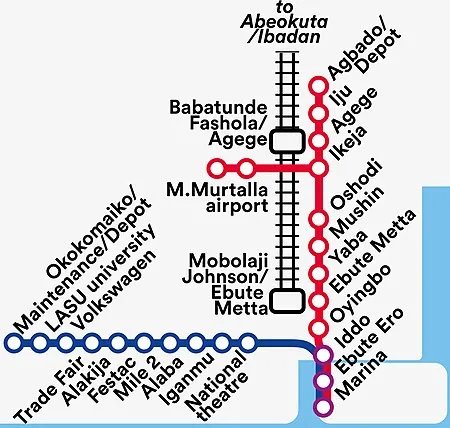 to
Abeokuta
/Ibadan
Agbado/
Depot
Iju
Agege
Ikeja
Babatunde
Fashola/
Agege
M.Murtalla
airport
Oshodi
Mushin
Yaba
Ebute Metta
Oyingbo
Mobolaji
Johnson/
Ebute
Metta
Iddo
Ebute Ero
Marina
Okokomaiko/
Maintenance/Depot
LASU university
Volkswagen
Trade Fair
Alakija
Festac
Mile 2
Alaba
Iganmu
National
theatre